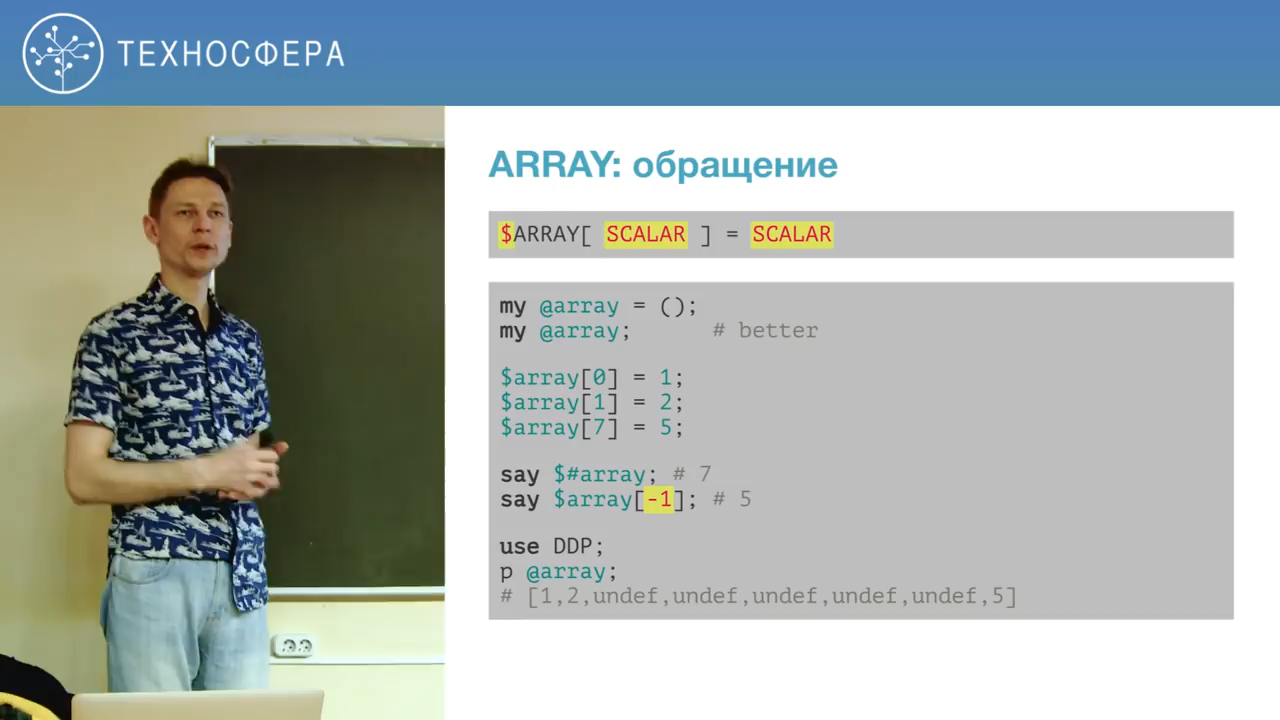 ТЕХНОСФЕРА
ARRAY: обращение
$ARRAY[ SCALAR ] = SCALAR
my @array = ();
my @array;      # better
$array[0] = 1;
$array[1] = 2;
$array[7] = 5;
say $#array; # 7
say $array[-1]; # 5
use DDP;
p @array;
# [1,2,undef,undef,undef,undef,undef,5]